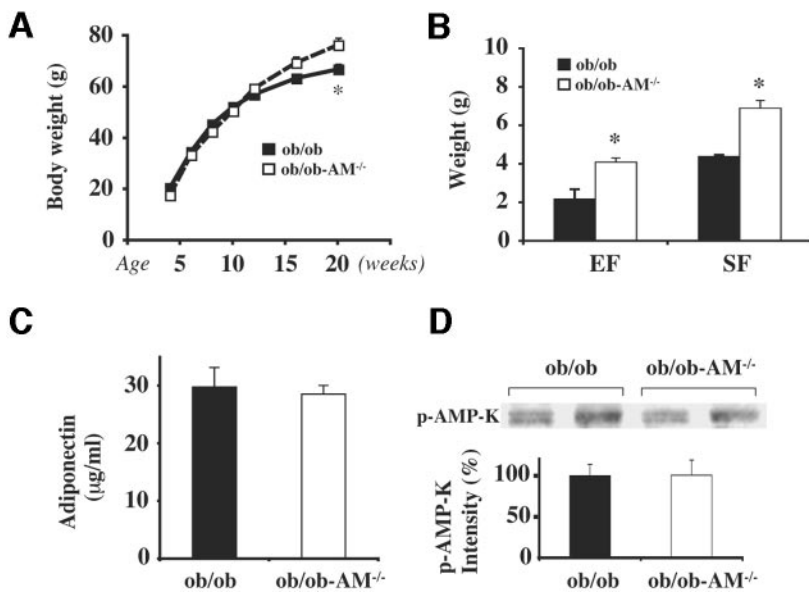 A
80
60
40
20
0
Body weight (g)
ob/ob
ob/ob-AM-/-
*
Age 5 10 15 20 (weeks)
B
10
8
6
4
2
0
Weight (g)
ob/ob
ob/ob-AM-/-
*
*
EF SF
C
30
20
10
0
Adiponectin
(μg/ml)
ob/ob ob/ob-AM-/-
D
ob/ob ob/ob-AM-/-
p-AMP-K
100
50
0
p-AMP-K
Intensity (%)
ob/ob ob/ob-AM-/-